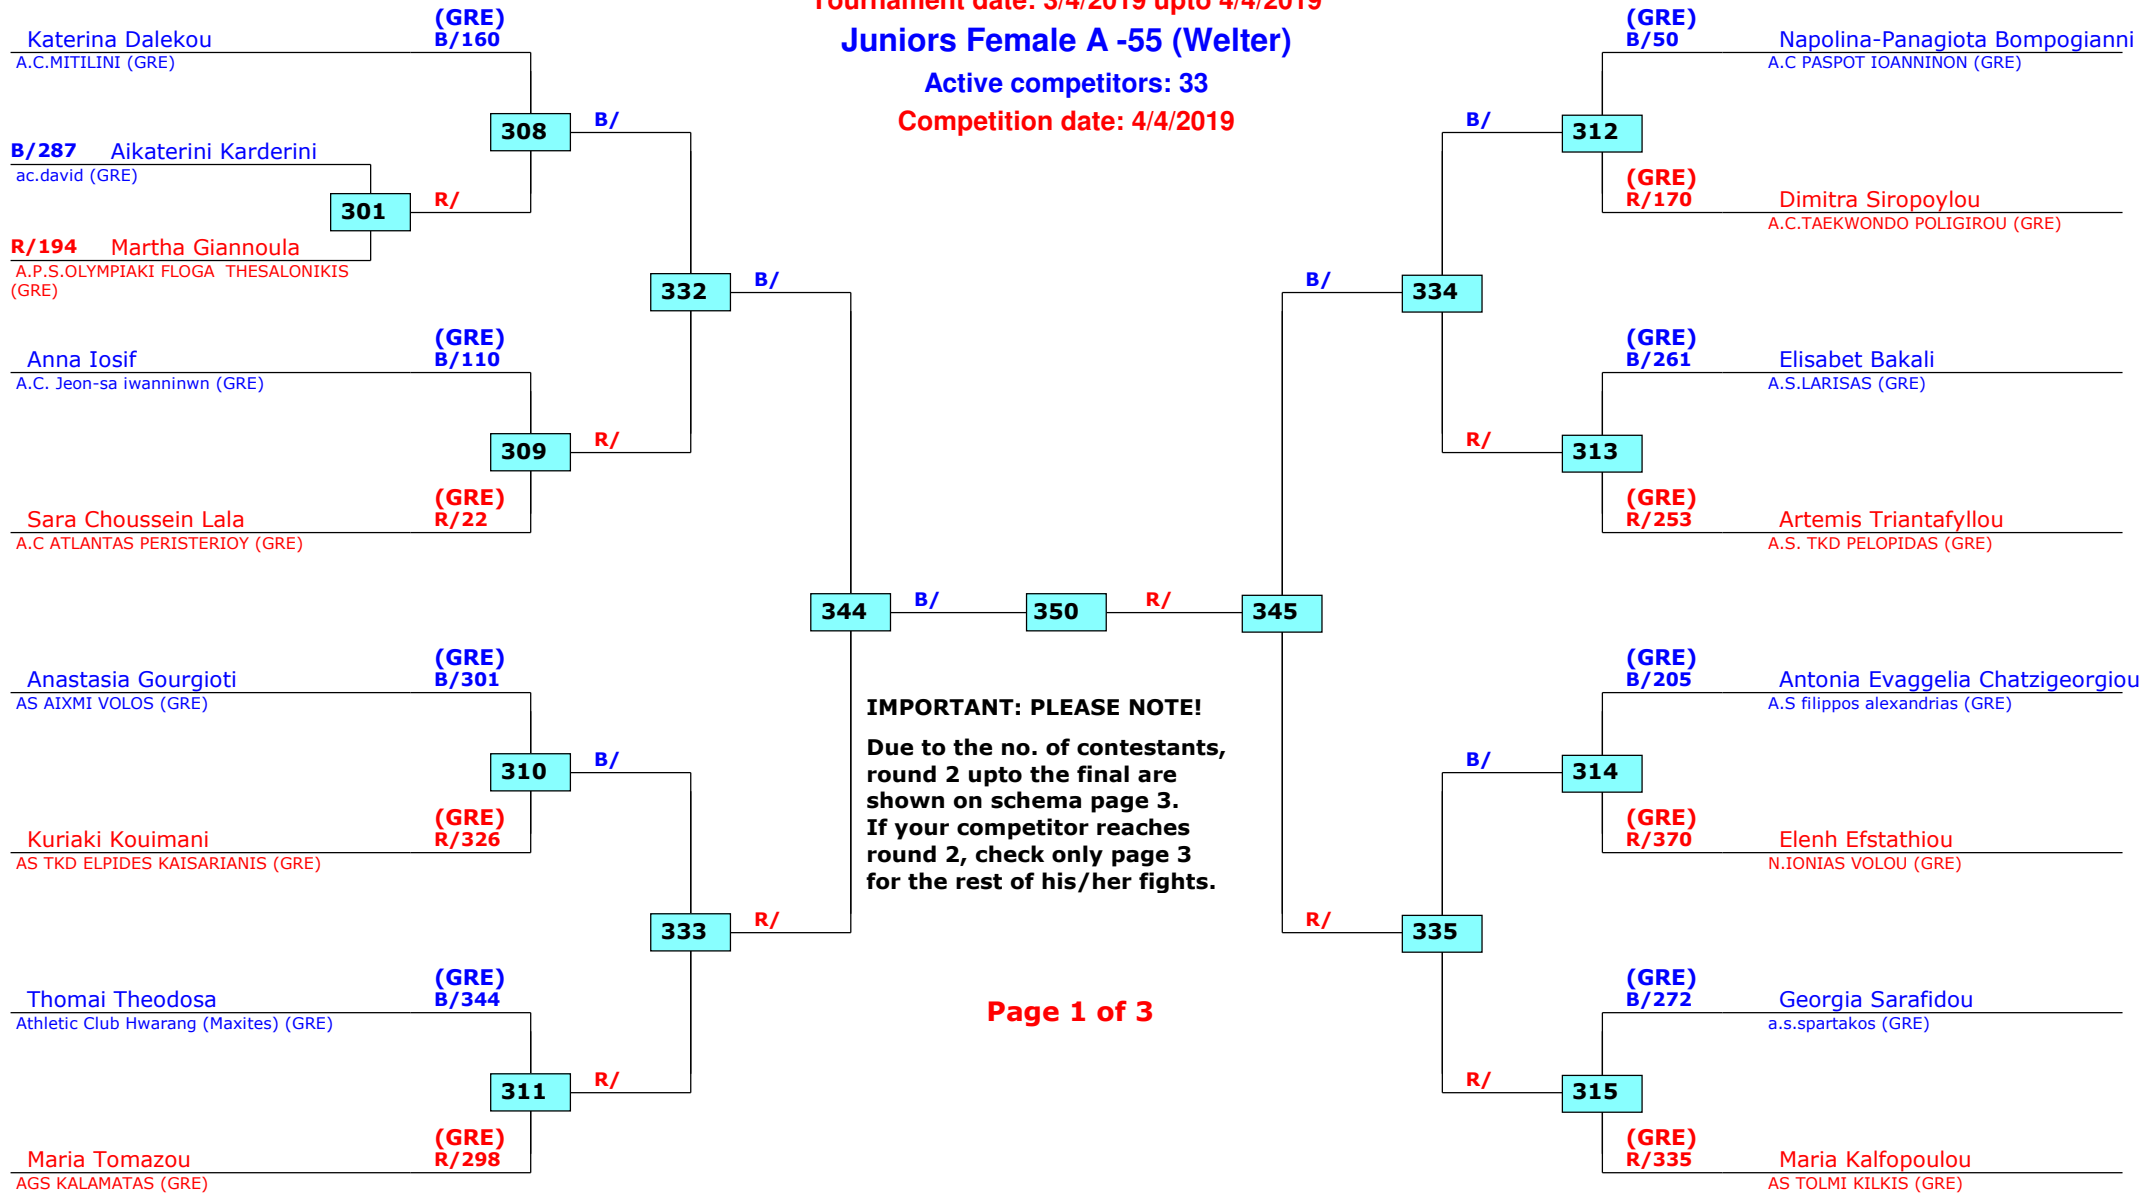 Tournament date: 3/4/2019 upto 4/4/2019
Juniors Female A -55 (Welter)
Active competitors: 33
Competition date: 4/4/2019
(GRE)
Katerina Dalekou B/160
A.C.MITILINI (GRE)
308 B/
B/287 Aikaterini Karderini
ac.david (GRE)
301 R/
R/194 Martha Giannoula
A.P.S.OLYMPIAKI FLOGA THESALONIKIS
(GRE)
332 B/
(GRE)
Anna Iosif B/110
A.C. Jeon-sa iwanninwn (GRE)
309 R/
(GRE)
Sara Choussein Lala R/22
A.C ATLANTAS PERISTERIOY (GRE)
344 B/ 350 R/ 345
(GRE)
Anastasia Gourgioti B/301
AS AIXMI VOLOS (GRE)
310 B/
(GRE)
Kuriaki Kouimani R/326
AS TKD ELPIDES KAISARIANIS (GRE)
333 R/
(GRE)
Thomai Theodosa B/344
Athletic Club Hwarang (Maxites) (GRE)
311 R/
(GRE)
Maria Tomazou R/298
AGS KALAMATAS (GRE)
IMPORTANT: PLEASE NOTE!
Due to the no. of contestants,
round 2 upto the final are
shown on schema page 3.
If your competitor reaches
round 2, check only page 3
for the rest of his/her fights.
Page 1 of 3
(GRE)
B/50 Napolina-Panagiota Bompogianni
A.C PASPOT IOANNINON (GRE)
B/ 312
(GRE)
R/170 Dimitra Siropoylou
A.C.TAEKWONDO POLIGIROU (GRE)
B/ 334
(GRE)
B/261 Elisabet Bakali
A.S.LARISAS (GRE)
R/ 313
(GRE)
R/253 Artemis Triantafyllou
A.S. TKD PELOPIDAS (GRE)
(GRE)
B/205 Antonia Evaggelia Chatzigeorgiou
A.S filippos alexandrias (GRE)
B/ 314
(GRE)
R/370 Elenh Efstathiou
N.IONIAS VOLOU (GRE)
R/ 335
(GRE)
B/272 Georgia Sarafidou
a.s.spartakos (GRE)
R/ 315
(GRE)
R/335 Maria Kalfopoulou
AS TOLMI KILKIS (GRE)